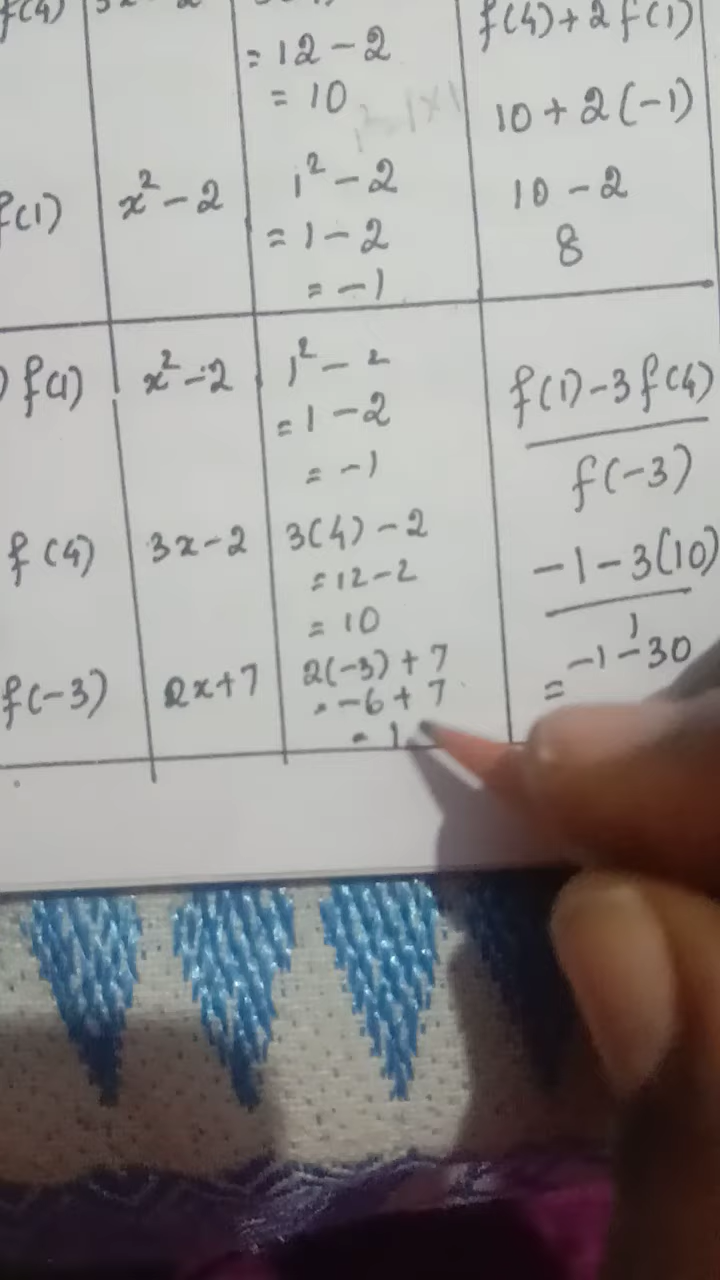 f(4)
= 12 - 2
= 10
f(4) + 2 f(1)
10 + 2(-1)
10 - 2
8
f(1)
x² - 2
1² - 2
= 1 - 2
= -1
) f(1)
x² - 2
1² - 2
= 1 - 2
= -1
f(4)
3x - 2
3(4) - 2
= 12 - 2
= 10
f(-3)
2x + 7
2(-3) + 7
= -6 + 7
= 1
f(1) - 3 f(4)
f(-3)
-1 - 3(10)
1
= -1 - 30